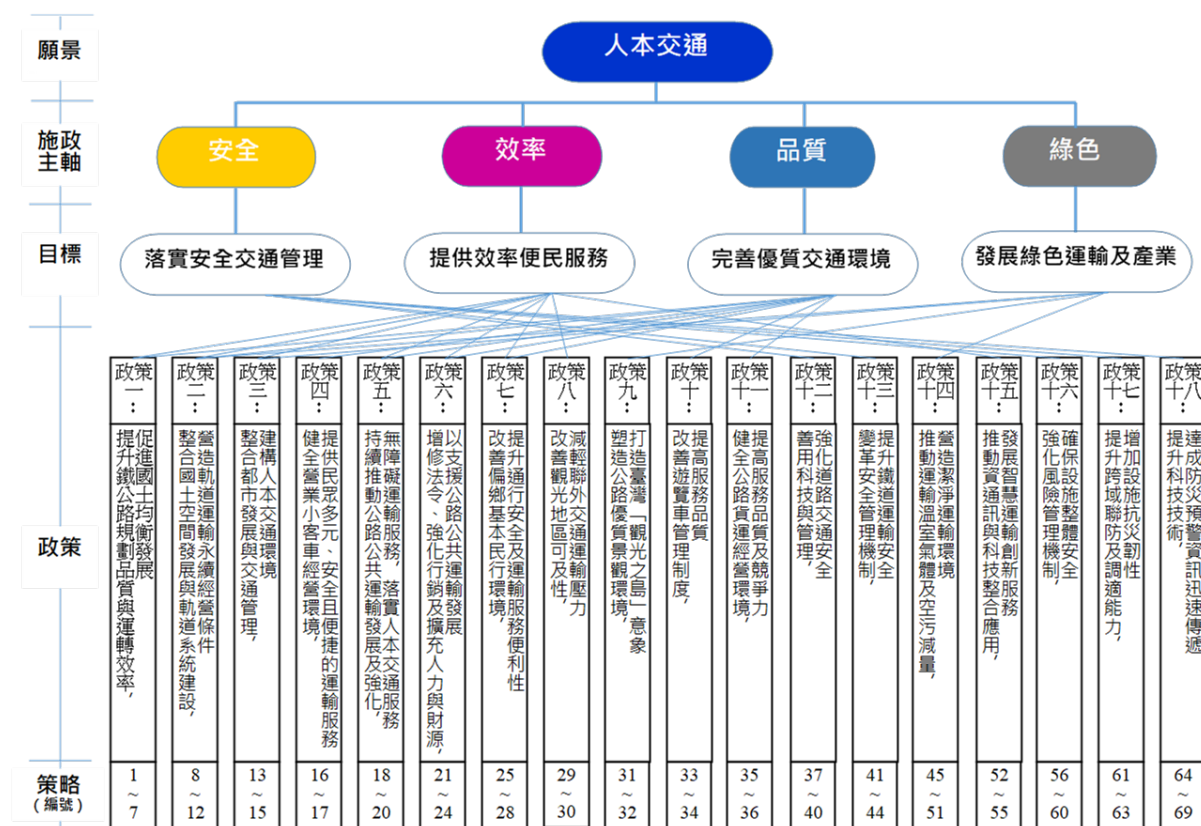 願景
人本交通
施政
主軸
安全
效率
品質
綠色
目標
落實安全交通管理
提供效率便民服務
完善優質交通環境
發展綠色運輸及產業
政策
政策一：
提升鐵公路規劃品質與運轉效率,
促進國土均衡發展
政策二：
整合國土空間發展與軌道系統建設,
營造軌道運輸永續經營條件
政策三：
整合都市發展與交通管理,
建構人本交通環境
政策四：
健全營業小客車經營環境,
提供民眾多元、安全且便捷的運輸服務
政策五：
持續推動公路公共運輸發展及強化,
無障礙運輸服務，落實人本交通服務
政策六：
增修法令、強化行銷及擴充人力與財源,
以支援公路公共運輸發展
政策七：
改善偏鄉基本民行環境,
提升通行安全及運輸服務便利性
政策八：
改善觀光地區可及性,
減輕聯外交通運輸壓力
政策九：
塑造公路優質景觀環境,
打造臺灣「觀光之島」意象
政策十：
改善遊覽車管理制度,
提高服務品質
政策十一：
健全公路貨運經營環境,
提高服務品質及競爭力
政策十二：
善用科技與管理,
強化道路交通安全
政策十三：
變革安全管理機制,
提升鐵道運輸安全
政策十四：
推動運輸溫室氣體及空污減量,
營造潔淨運輸環境
政策十五：
推動資通訊與科技整合應用,
發展智慧運輸創新服務
政策十六：
強化風險管理機制,
確保設施整體安全
政策十七：
提升跨域聯防及調適能力,
增加設施抗災韌性
政策十八：
提升科技技術,
達成防災預警資訊迅速傳遞
策略
（編號）
1~7
8~12
13~15
16~17
18~20
21~24
25~28
29~30
31~32
33~34
35~36
37~40
41~44
45~51
52~55
56~60
61~63
64~69